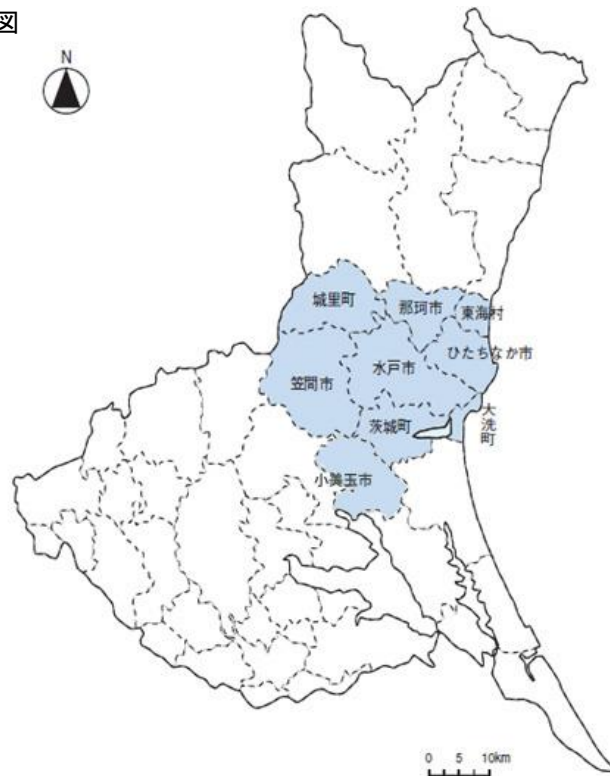 図
N
城里町
那珂市
東海村
ひたちなか市
水戸市
笠間市
茨城町
大洗町
小美玉市
0 5 10km